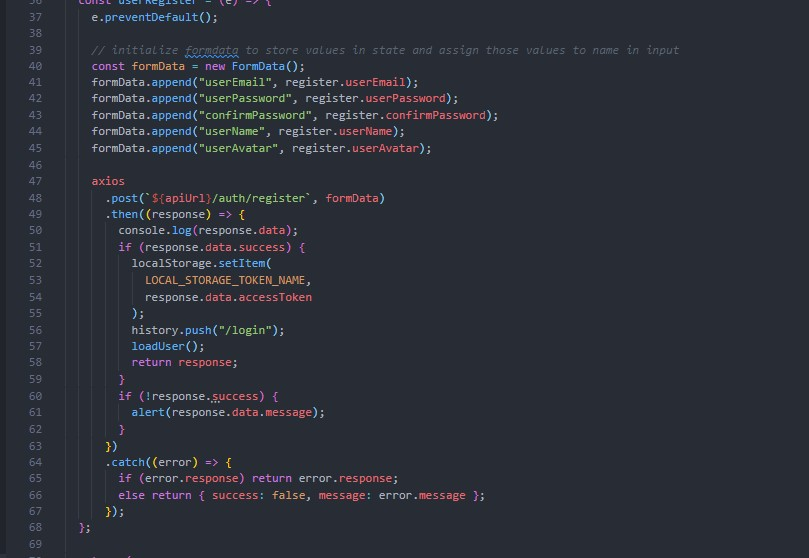 36 const userRegister = (e) => {
37 e.preventDefault();
38
39 // initialize formdata to store values in state and assign those values to name in input
40 const formData = new FormData();
41 formData.append("userEmail", register.userEmail);
42 formData.append("userPassword", register.userPassword);
43 formData.append("confirmPassword", register.confirmPassword);
44 formData.append("userName", register.userName);
45 formData.append("userAvatar", register.userAvatar);
46
47 axios
48 .post(`${apiUrl}/auth/register`, formData)
49 .then((response) => {
50 console.log(response.data);
51 if (response.data.success) {
52 localStorage.setItem(
53 LOCAL_STORAGE_TOKEN_NAME,
54 response.data.accessToken
55 );
56 history.push("/login");
57 loadUser();
58 return response;
59 }
60 if (!response.success) {
61 alert(response.data.message);
62 }
63 })
64 .catch((error) => {
65 if (error.response) return error.response;
66 else return { success: false, message: error.message };
67 });
68 };
69